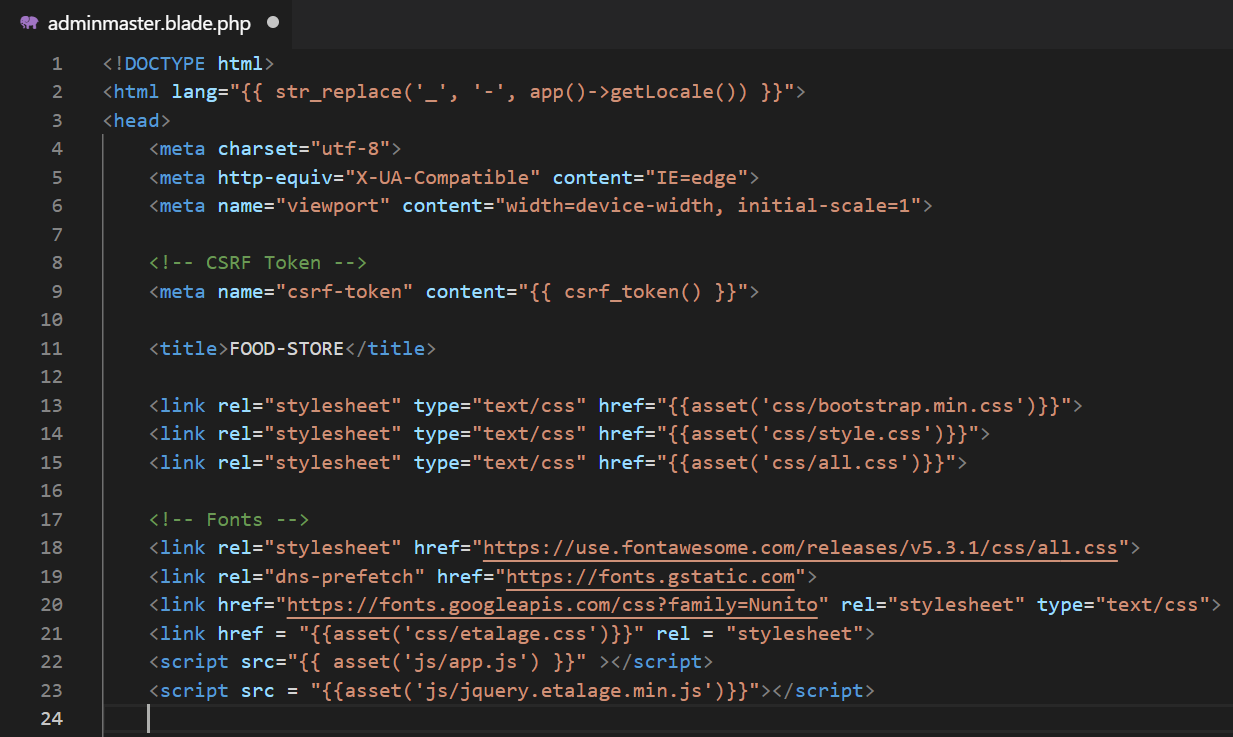 adminmaster.blade.php
1 <!DOCTYPE html>
2 <html lang="{{ str_replace('_', '-', app()->getLocale()) }}">
3 <head>
4     <meta charset="utf-8">
5     <meta http-equiv="X-UA-Compatible" content="IE=edge">
6     <meta name="viewport" content="width=device-width, initial-scale=1">
7
8     <!-- CSRF Token -->
9     <meta name="csrf-token" content="{{ csrf_token() }}">
10
11     <title>FOOD-STORE</title>
12
13     <link rel="stylesheet" type="text/css" href="{{asset('css/bootstrap.min.css')}}">
14     <link rel="stylesheet" type="text/css" href="{{asset('css/style.css')}}">
15     <link rel="stylesheet" type="text/css" href="{{asset('css/all.css')}}">
16
17     <!-- Fonts -->
18     <link rel="stylesheet" href="https://use.fontawesome.com/releases/v5.3.1/css/all.css">
19     <link rel="dns-prefetch" href="https://fonts.gstatic.com">
20     <link href="https://fonts.googleapis.com/css?family=Nunito" rel="stylesheet" type="text/css">
21     <link href = "{{asset('css/etalage.css')}}" rel = "stylesheet">
22     <script src="{{ asset('js/app.js') }}" ></script>
23     <script src = "{{asset('js/jquery.etalage.min.js')}}"></script>
24